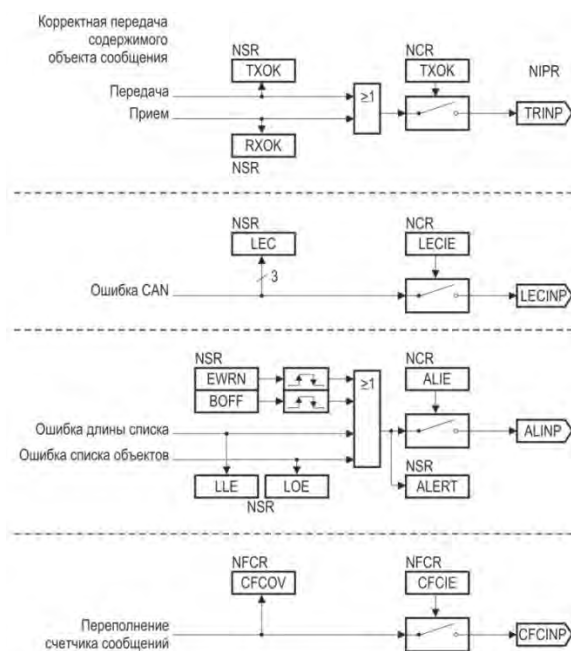 Корректная передача
содержимого
объекта сообщения
NSR
TXOK
NCR
TXOK
NIPR
Передача
Прием
≥1
TRINP
RXOK
NSR
NSR
LEC
NCR
LECIE
3
Ошибка CAN
LECINP
NSR
EWRN
BOFF
≥1
NCR
ALIE
Ошибка длины списка
Ошибка списка объектов
ALINP
LLE
LOE
NSR
NSR
ALERT
NFCR
CFCOV
NFCR
CFCIE
Переполнение
счетчика сообщений
CFCINP